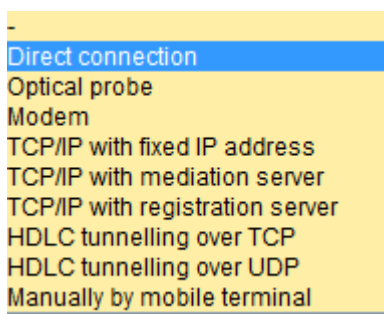 -
Direct connection
Optical probe
Modem
TCP/IP with fixed IP address
TCP/IP with mediation server
TCP/IP with registration server
HDLC tunnelling over TCP
HDLC tunnelling over UDP
Manually by mobile terminal